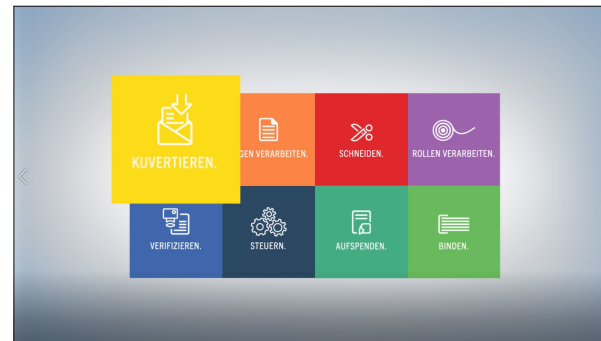 KUVERTIEREN.
GEN VERARBEITEN.
SCHNEIDEN.
ROLLEN VERARBEITEN.
VERIFIZIEREN.
STEUERN.
AUFSPENDEN.
BINDEN.